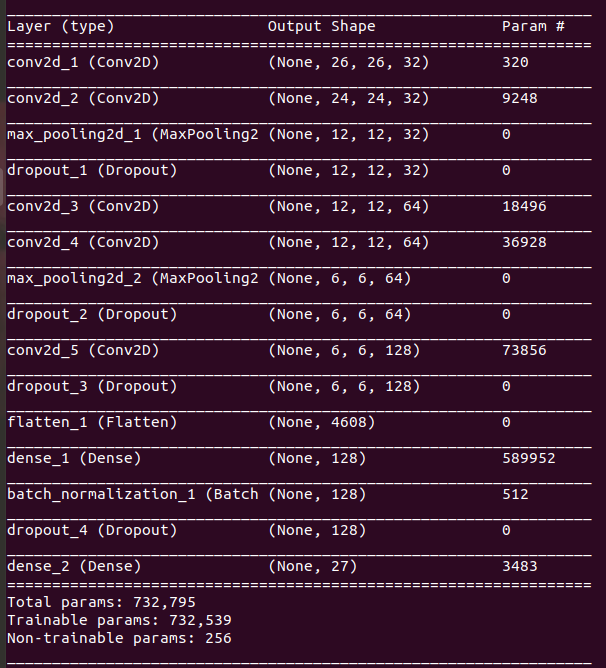 Layer (type) Output Shape Param #
conv2d_1 (Conv2D) (None, 26, 26, 32) 320
conv2d_2 (Conv2D) (None, 24, 24, 32) 9248
max_pooling2d_1 (MaxPooling2 (None, 12, 12, 32) 0
dropout_1 (Dropout) (None, 12, 12, 32) 0
conv2d_3 (Conv2D) (None, 12, 12, 64) 18496
conv2d_4 (Conv2D) (None, 12, 12, 64) 36928
max_pooling2d_2 (MaxPooling2 (None, 6, 6, 64) 0
dropout_2 (Dropout) (None, 6, 6, 64) 0
conv2d_5 (Conv2D) (None, 6, 6, 128) 73856
dropout_3 (Dropout) (None, 6, 6, 128) 0
flatten_1 (Flatten) (None, 4608) 0
dense_1 (Dense) (None, 128) 589952
batch_normalization_1 (Batch (None, 128) 512
dropout_4 (Dropout) (None, 128) 0
dense_2 (Dense) (None, 27) 3483
Total params: 732,795
Trainable params: 732,539
Non-trainable params: 256